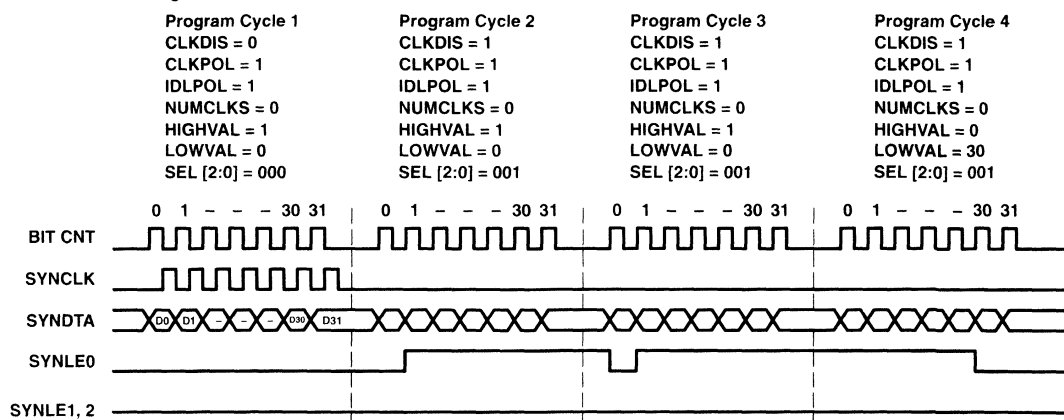 Program Cycle 1 Program Cycle 2 Program Cycle 3 Program Cycle 4
CLKDIS = 0 CLKDIS = 1 CLKDIS = 1 CLKDIS = 1
CLKPOL = 1 CLKPOL = 1 CLKPOL = 1 CLKPOL = 1
IDLPOL = 1 IDLPOL = 1 IDLPOL = 1 IDLPOL = 1
NUMCLKS = 0 NUMCLKS = 0 NUMCLKS = 0 NUMCLKS = 0
HIGHVAL = 1 HIGHVAL = 1 HIGHVAL = 1 HIGHVAL = 0
LOWVAL = 0 LOWVAL = 0 LOWVAL = 0 LOWVAL = 30
SEL [2:0] = 000 SEL [2:0] = 001 SEL [2:0] = 001 SEL [2:0] = 001
0 1 – – – 30 31 0 1 – – – 30 31 0 1 – – – 30 31 0 1 – – – 30 31
BIT CNT
SYNCLK
SYNDTA D0 D1 – – – D30 D31
SYNLE0
SYNLE1, 2